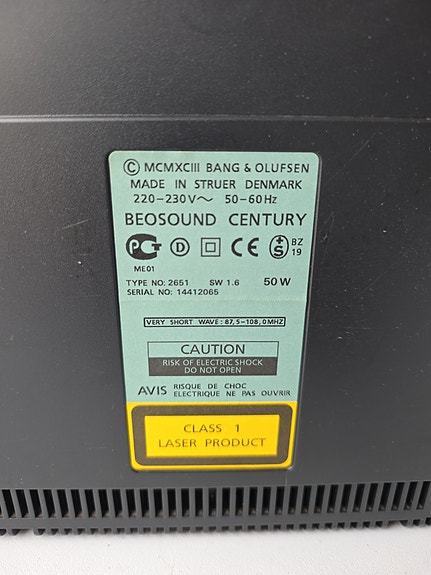 © MCMXCIII BANG & OLUFSEN
MADE IN STRUER DENMARK
220-230V~ 50-60Hz
BEOSOUND CENTURY
PCT D CE +S BZ 19
ME01
TYPE NO: 2651 SW 1.6 50 W
SERIAL NO: 14412065
VERY SHORT WAVE: 87,5-108,0MHZ
CAUTION
RISK OF ELECTRIC SHOCK
DO NOT OPEN
AVIS RISQUE DE CHOC
ELECTRIQUE NE PAS OUVRIR
CLASS 1
LASER PRODUCT